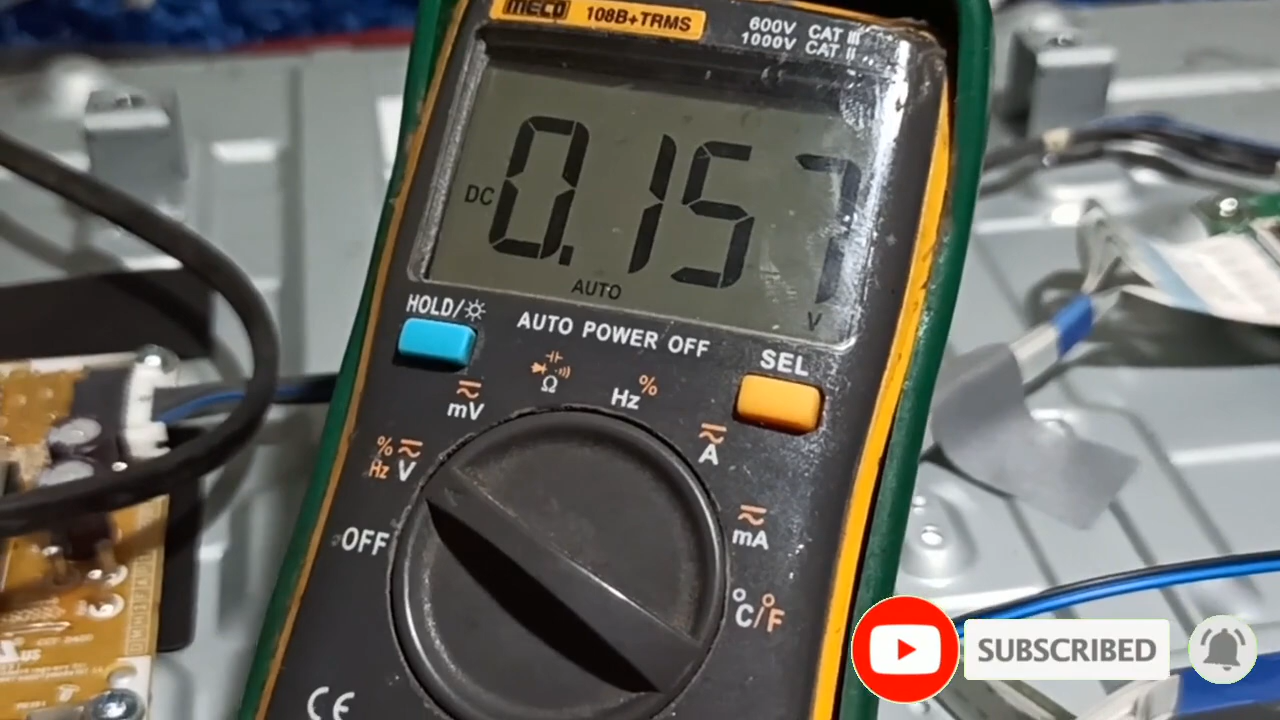 MECO 108B+TRMS
600V CAT III
1000V CAT II
DC 0.157
AUTO
V
HOLD/
AUTO POWER OFF
SEL
Ω
Hz %
mV
A
% Hz V
OFF
mA
°C/°F
CE
SUBSCRIBED